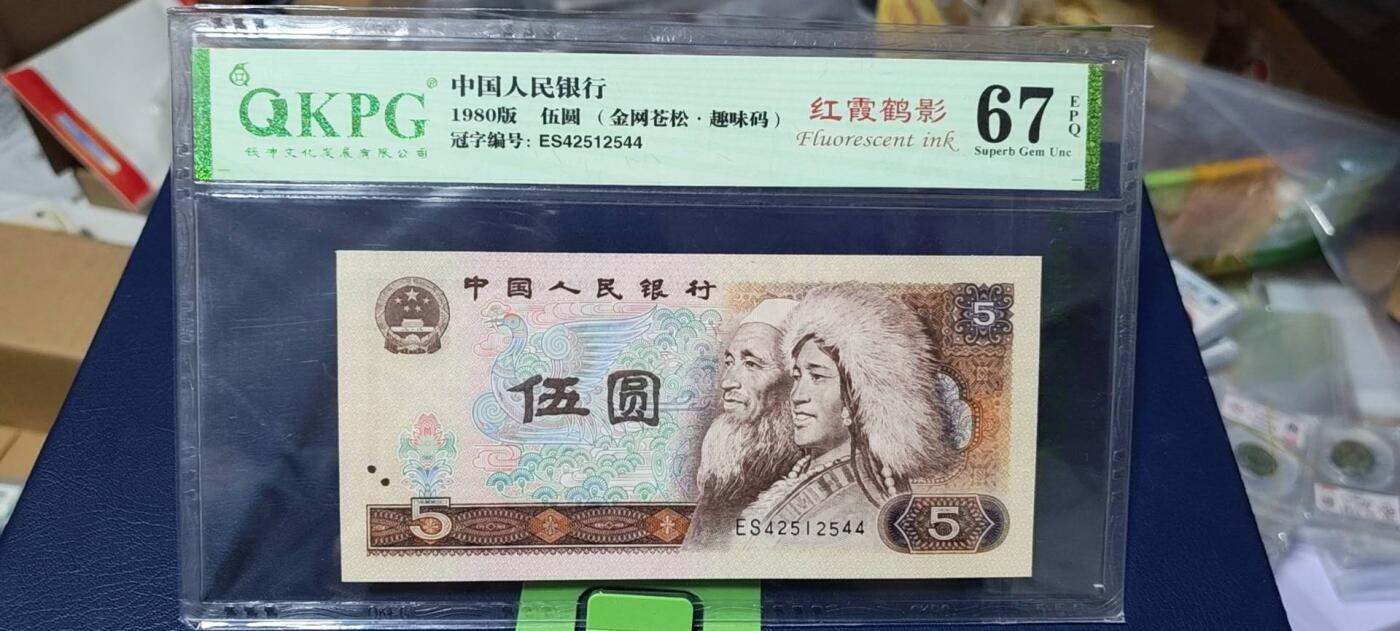 QKPG®
钱冲文化发展有限公司
中国人民银行
1980版 伍圆 (金网苍松·趣味码)
冠字编号: ES42512544
红霞鹤影
Fluorescent ink
67
EPQ
Superb Gem Unc
中国人民银行
5
伍圆
5
ES42512544
5